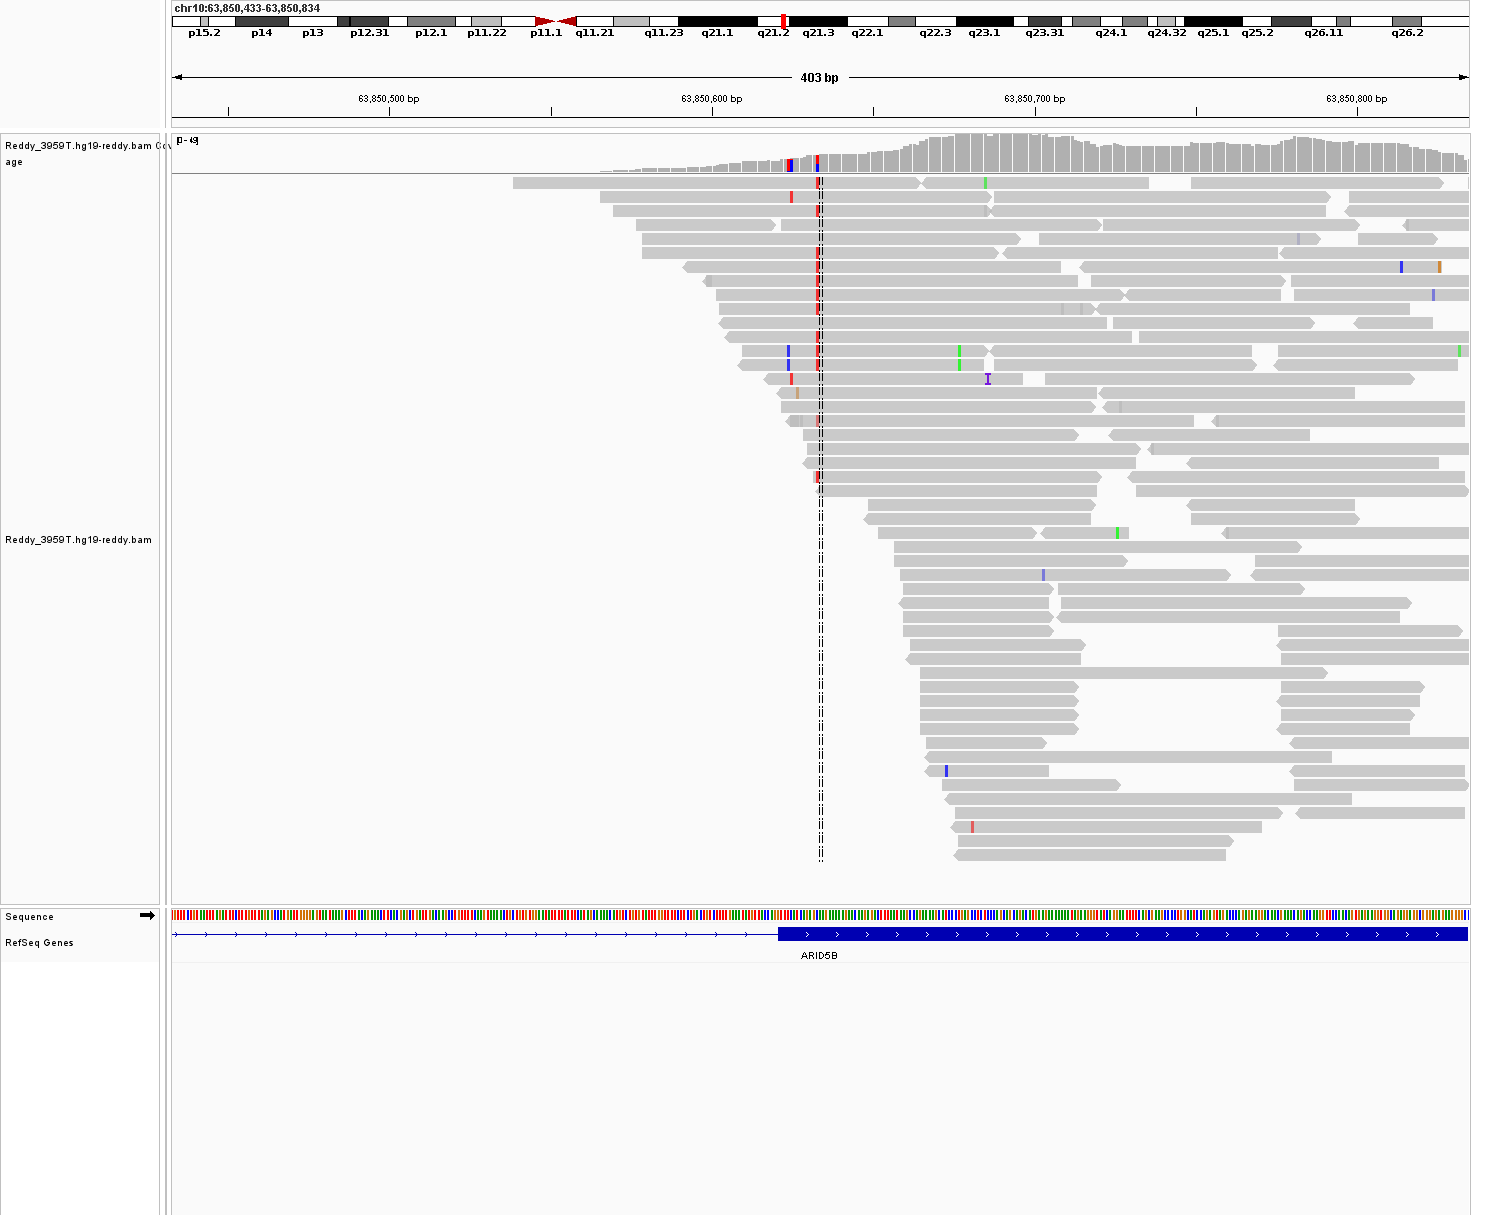 chr10:63,850,433-63,850,834
p15.2 p14 p13 p12.31 p12.1 p11.22 p11.1 q11.21 q11.23 q21.1 q21.2 q21.3 q22.1 q22.3 q23.1 q23.31 q24.1 q24.32 q25.1 q25.2 q26.11 q26.2
403 bp
63,850,500 bp 63,850,600 bp 63,850,700 bp 63,850,800 bp
Reddy_3959T.hg19-reddy.bam Cov
age
Reddy_3959T.hg19-reddy.bam
Sequence
RefSeq Genes
ARID5B